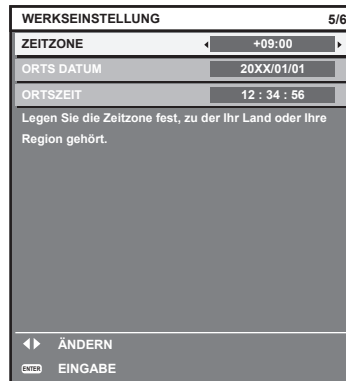 WERKSEINSTELLUNG 5/6
ZEITZONE +09:00
ORTS DATUM 20XX/01/01
ORTSZEIT 12 : 34 : 56
Legen Sie die Zeitzone fest, zu der Ihr Land oder Ihre
Region gehört.
ÄNDERN
ENTER EINGABE